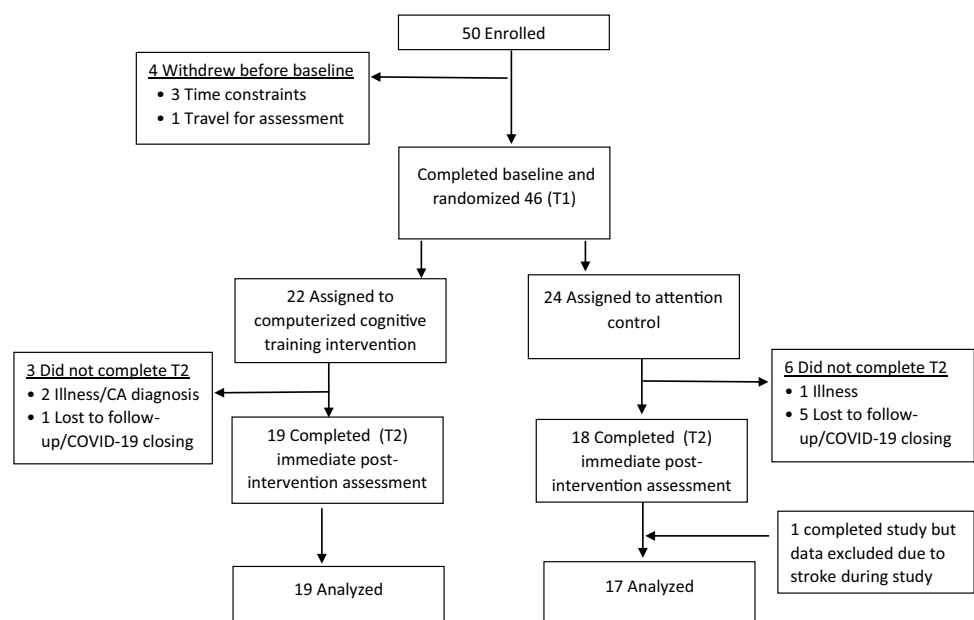 50 Enrolled
4 Withdrew before baseline
• 3 Time constraints
• 1 Travel for assessment
Completed baseline and
randomized 46 (T1)
22 Assigned to
computerized cognitive
training intervention
24 Assigned to attention
control
3 Did not complete T2
• 2 Illness/CA diagnosis
• 1 Lost to follow-
up/COVID-19 closing
6 Did not complete T2
• 1 Illness
• 5 Lost to follow-
up/COVID-19 closing
19 Completed (T2)
immediate post-
intervention assessment
18 Completed (T2)
immediate post-
intervention assessment
1 completed study but
data excluded due to
stroke during study
19 Analyzed
17 Analyzed